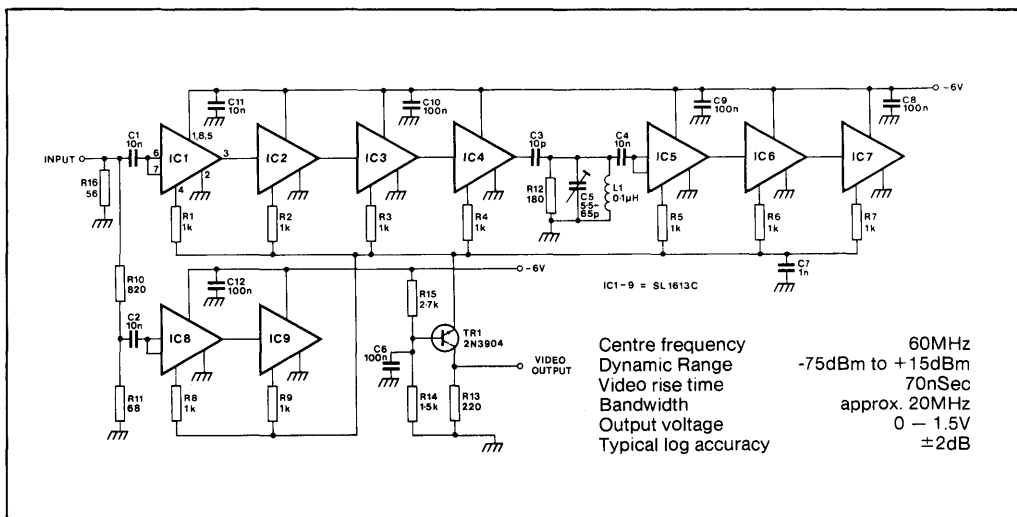 -6V
C11
10n
C10
100n
C9
100n
C8
100n
C1
10n
1,8,5
INPUT
6
7
IC1
3
2
4
IC2
IC3
IC4
C3
10p
C4
10n
IC5
IC6
IC7
R16
56
R12
180
C5
5·5-
65p
L1
0·1µH
R1
1k
R2
1k
R3
1k
R4
1k
R5
1k
R6
1k
R7
1k
C7
1n
IC1-9 = SL1613C
R10
820
C12
100n
-6V
C2
10n
IC8
IC9
R15
2·7k
TR1
2N3904
C6
100n
VIDEO
OUTPUT
R11
68
R8
1k
R9
1k
R14
1·5k
R13
220
Centre frequency 60MHz
Dynamic Range -75dBm to +15dBm
Video rise time 70nSec
Bandwidth approx. 20MHz
Output voltage 0 – 1.5V
Typical log accuracy ±2dB